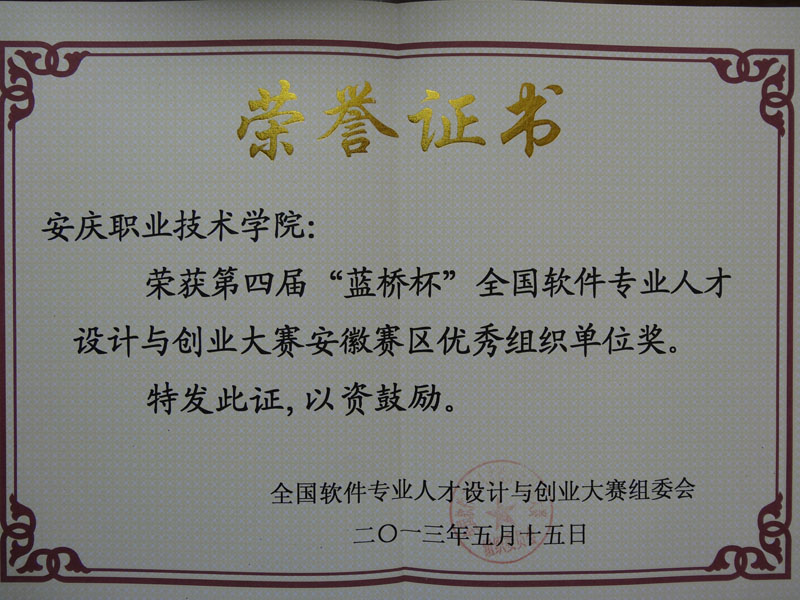 荣誉证书
安庆职业技术学院：
荣获第四届“蓝桥杯”全国软件专业人才
设计与创业大赛安徽赛区优秀组织单位奖。
特发此证，以资鼓励。
全国软件专业人才设计与创业大赛组委会
二〇一三年五月十五日